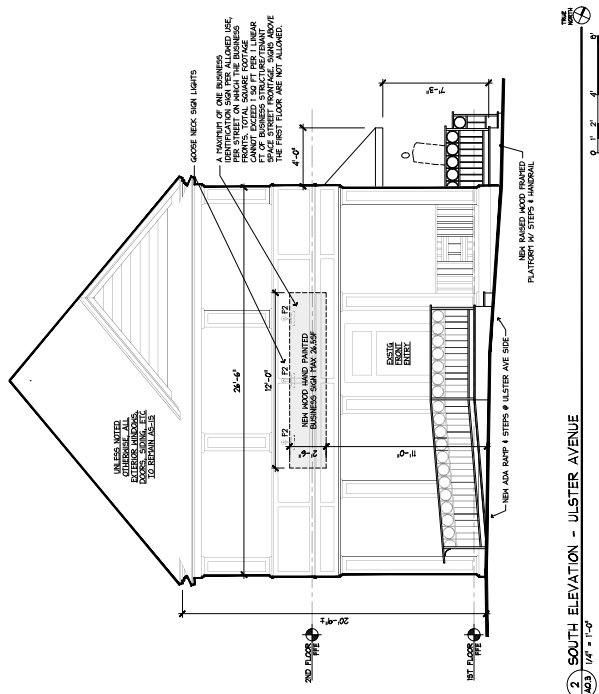 GOOSE NECK SIGN LIGHTS
A MAXIMUM OF ONE BUSINESS
IDENTIFICATION SIGN PER ALLOWED USE,
PER STREET ON WHICH THE BUSINESS
FRONTS. TOTAL SQUARE FOOTAGE
CANNOT EXCEED 1 SQ FT PER 1 LINEAR
FT OF BUSINESS STRUCTURE/TENANT
SPACE STREET FRONTAGE. SIGNS ABOVE
THE FIRST FLOOR ARE NOT ALLOWED.
UNLESS NOTED
OTHERWISE, ALL
EXTERIOR WINDOWS,
DOORS, SIDING, ETC
TO REMAIN AS-IS
26'-6"
12'-0"
4'-0"
7'-3"
F2
F2
F2
NEW WOOD HAND PAINTED
BUSINESS SIGN MAX 26.5SF
2'-6"
11'-0"
EXSTG
FRONT
ENTRY
20'-9"±
2ND FLOOR
FFE
1ST FLOOR
FFE
NEW ADA RAMP & STEPS @ ULSTER AVE SIDE
NEW RAISED WOOD FRAMED
PLATFORM W/ STEPS & HANDRAIL
2
A0.3
SOUTH ELEVATION - ULSTER AVENUE
1/4" = 1'-0"
0 1' 2' 4' 8'
TRUE
NORTH